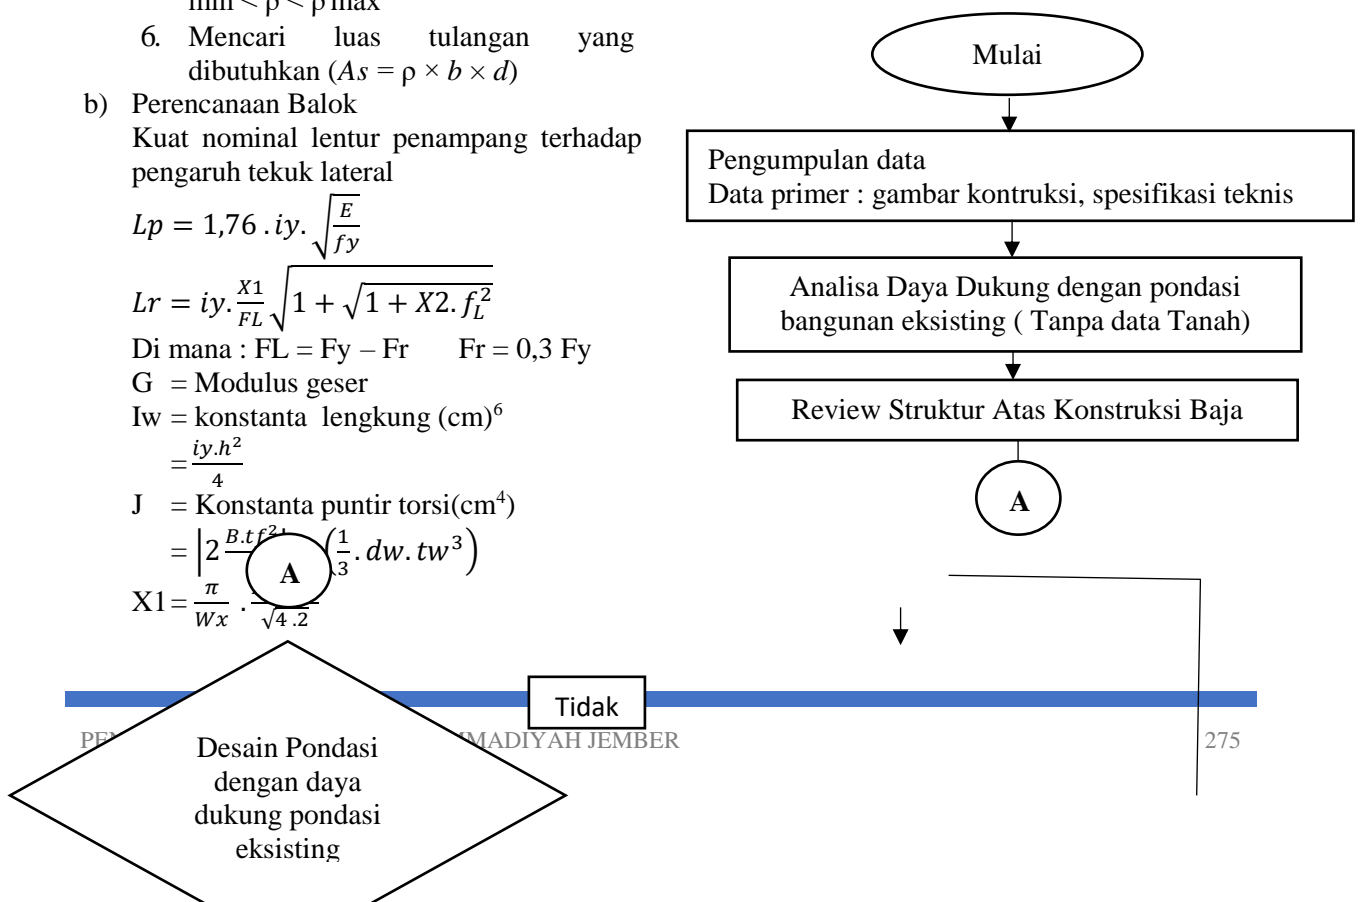 min < ρ < ρ max
6. Mencari luas tulangan yang
dibutuhkan (As = ρ × b × d)
b) Perencanaan Balok
Kuat nominal lentur penampang terhadap
pengaruh tekuk lateral
Lp = 1,76 . iy. √(E/fy)
Lr = iy. X1/FL √(1 + √(1 + X2. f_L²))
Di mana : FL = Fy – Fr Fr = 0,3 Fy
G = Modulus geser
Iw = konstanta lengkung (cm)⁶
= iy.h²/4
J = Konstanta puntir torsi(cm⁴)
= |2 B.tf² (1/3 . dw. tw³)
X1 = π/Wx . √4 .2
A
Desain Pondasi
dengan daya
dukung pondasi
eksisting
Tidak
MADIYAH JEMBER
275
Mulai
Pengumpulan data
Data primer : gambar kontruksi, spesifikasi teknis
Analisa Daya Dukung dengan pondasi
bangunan eksisting ( Tanpa data Tanah)
Review Struktur Atas Konstruksi Baja
A